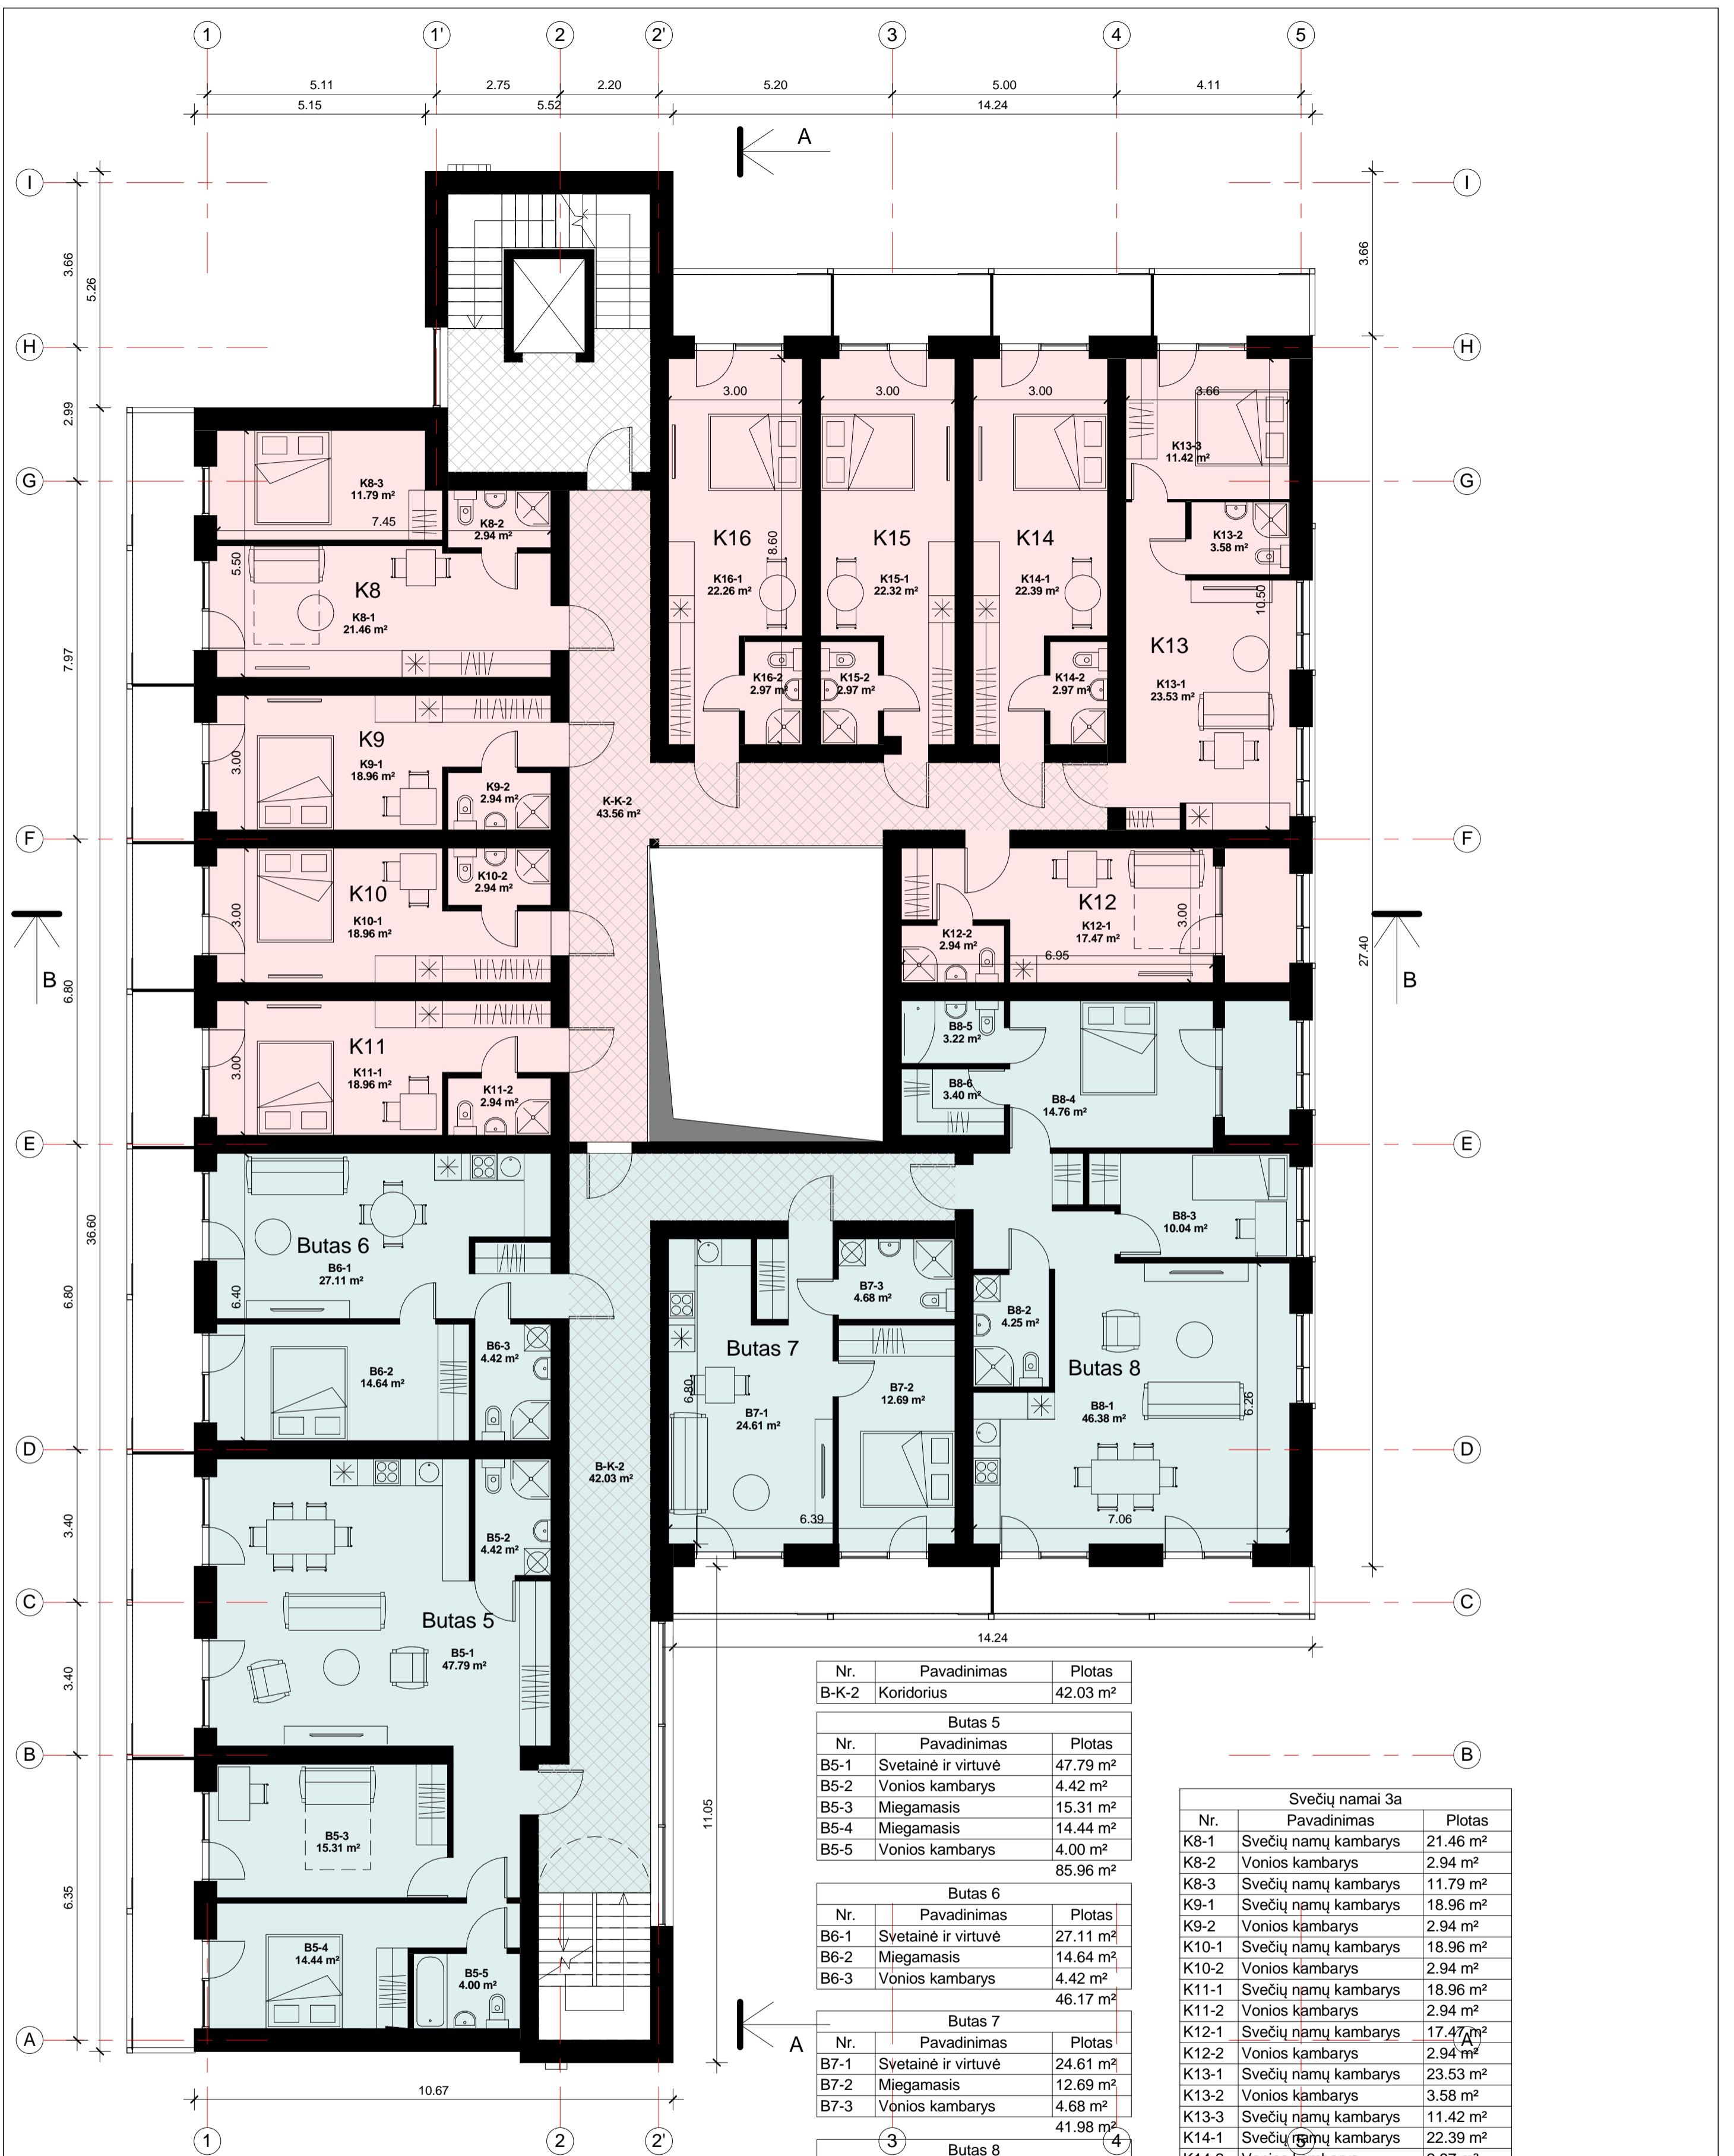 1 1' 2 2' 3 4 5
5.11 2.75 2.20 5.20 5.00 4.11
5.15 5.52 14.24
A
I I
3.66 5.26 3.66
H H
2.99
3.00 3.00 3.00 3.66
K13-3
11.42 m²
G G
K8-3
11.79 m²
7.45
K8-2
2.94 m²
K13-2
3.58 m²
K16 K15 K14
8.60
5.50
K16-1
22.26 m²
K15-1
22.32 m²
K14-1
22.39 m²
10.50
K8
K8-1
21.46 m²
K13
K13-1
23.53 m²
7.97
K16-2
2.97 m²
K15-2
2.97 m²
K14-2
2.97 m²
K9
K9-1
18.96 m²
3.00
K9-2
2.94 m²
K-K-2
43.56 m²
F F
K10
K10-1
18.96 m²
3.00
K10-2
2.94 m²
K12
K12-1
17.47 m²
3.00
K12-2
2.94 m²
6.95
27.40
B B
6.80
K11
K11-1
18.96 m²
3.00
K11-2
2.94 m²
B8-5
3.22 m²
B8-6
3.40 m²
B8-4
14.76 m²
E E
36.60
B8-3
10.04 m²
Butas 6
B6-1
27.11 m²
6.40
6.80
B7-3
4.68 m²
B8-2
4.25 m²
B6-3
4.42 m²
B6-2
14.64 m²
Butas 7
6.80
B7-2
12.69 m²
B7-1
24.61 m²
Butas 8
B8-1
46.38 m²
6.26
D D
B-K-2
42.03 m²
3.40
6.39 7.06
B5-2
4.42 m²
C C
Butas 5
B5-1
47.79 m²
14.24
3.40
B B
B5-3
15.31 m²
11.05
6.35
B5-4
14.44 m²
B5-5
4.00 m²
A A
A
10.67
1 2 2' 3 4 5
Nr. Pavadinimas Plotas
B-K-2 Koridorius 42.03 m²
Butas 5
Nr. Pavadinimas Plotas
B5-1 Svetainė ir virtuvė 47.79 m²
B5-2 Vonios kambarys 4.42 m²
B5-3 Miegamasis 15.31 m²
B5-4 Miegamasis 14.44 m²
B5-5 Vonios kambarys 4.00 m²
85.96 m²
Butas 6
Nr. Pavadinimas Plotas
B6-1 Svetainė ir virtuvė 27.11 m²
B6-2 Miegamasis 14.64 m²
B6-3 Vonios kambarys 4.42 m²
46.17 m²
Butas 7
Nr. Pavadinimas Plotas
B7-1 Svetainė ir virtuvė 24.61 m²
B7-2 Miegamasis 12.69 m²
B7-3 Vonios kambarys 4.68 m²
41.98 m²
Butas 8
Svečių namai 3a
Nr. Pavadinimas Plotas
K8-1 Svečių namų kambarys 21.46 m²
K8-2 Vonios kambarys 2.94 m²
K8-3 Svečių namų kambarys 11.79 m²
K9-1 Svečių namų kambarys 18.96 m²
K9-2 Vonios kambarys 2.94 m²
K10-1 Svečių namų kambarys 18.96 m²
K10-2 Vonios kambarys 2.94 m²
K11-1 Svečių namų kambarys 18.96 m²
K11-2 Vonios kambarys 2.94 m²
K12-1 Svečių namų kambarys 17.47 m²
K12-2 Vonios kambarys 2.94 m²
K13-1 Svečių namų kambarys 23.53 m²
K13-2 Vonios kambarys 3.58 m²
K13-3 Svečių namų kambarys 11.42 m²
K14-1 Svečių namų kambarys 22.39 m²